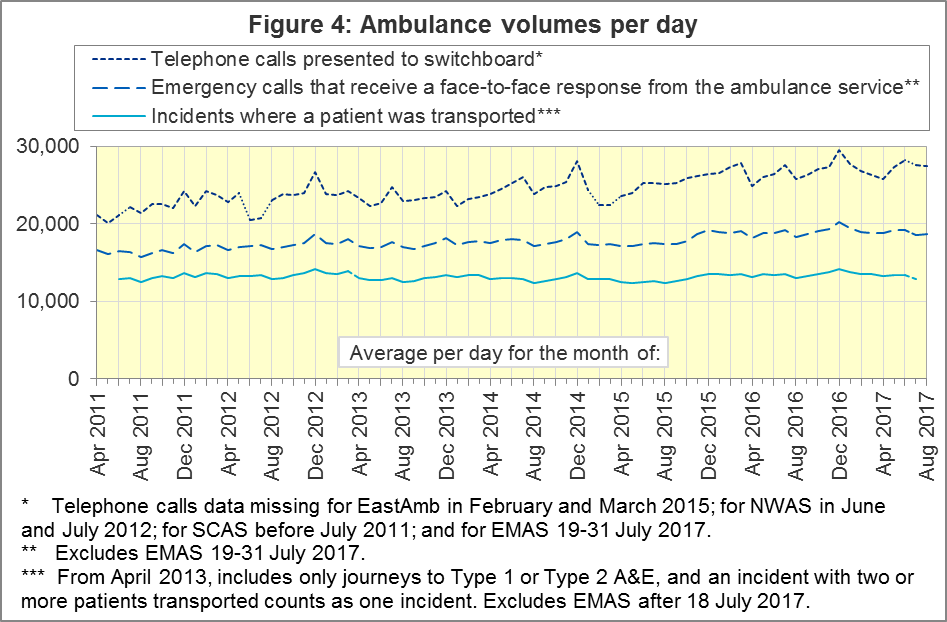 Figure 4: Ambulance volumes per day
Telephone calls presented to switchboard*
Emergency calls that receive a face-to-face response from the ambulance service**
Incidents where a patient was transported***
30,000
20,000
10,000
0
Average per day for the month of:
Apr 2011
Aug 2011
Dec 2011
Apr 2012
Aug 2012
Dec 2012
Apr 2013
Aug 2013
Dec 2013
Apr 2014
Aug 2014
Dec 2014
Apr 2015
Aug 2015
Dec 2015
Apr 2016
Aug 2016
Dec 2016
Apr 2017
Aug 2017
* Telephone calls data missing for EastAmb in February and March 2015; for NWAS in June
and July 2012; for SCAS before July 2011; and for EMAS 19-31 July 2017.
** Excludes EMAS 19-31 July 2017.
*** From April 2013, includes only journeys to Type 1 or Type 2 A&E, and an incident with two or
more patients transported counts as one incident. Excludes EMAS after 18 July 2017.